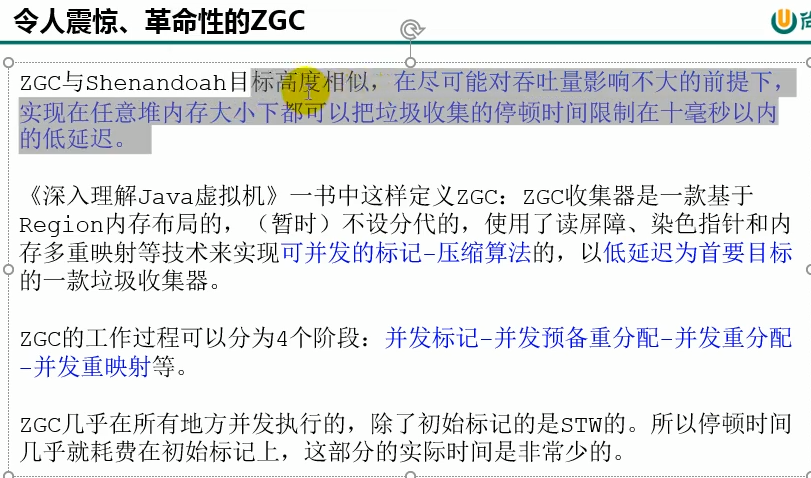 令人震惊、革命性的ZGC
ZGC与Shenandoah目标高度相似，在尽可能对吞吐量影响不大的前提下，
实现在任意堆内存大小下都可以把垃圾收集的停顿时间限制在十毫秒以内
的低延迟。
《深入理解Java虚拟机》一书中这样定义ZGC：ZGC收集器是一款基于
Region内存布局的，（暂时）不设分代的，使用了读屏障、染色指针和内
存多重映射等技术来实现可并发的标记-压缩算法的，以低延迟为首要目标
的一款垃圾收集器。
ZGC的工作过程可以分为4个阶段：并发标记-并发预备重分配-并发重分配
-并发重映射等。
ZGC几乎在所有地方并发执行的，除了初始标记的是STW的。所以停顿时间
几乎就耗费在初始标记上，这部分的实际时间是非常少的。